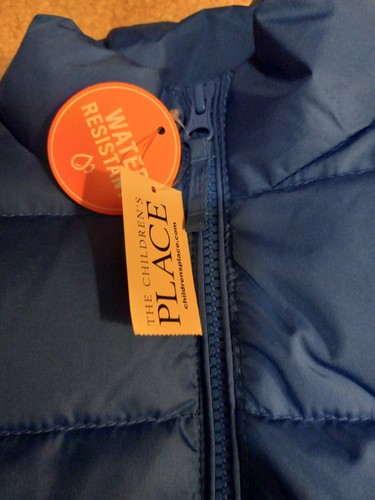 WATER
RESISTANT
THE CHILDREN'S
PLACE
childrensplace.com